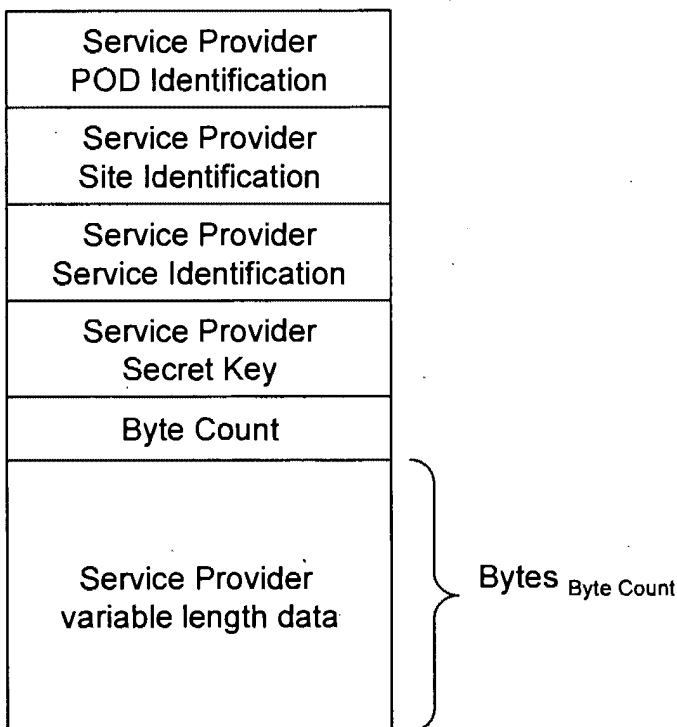 Service Provider
POD Identification
Service Provider
Site Identification
Service Provider
Service Identification
Service Provider
Secret Key
Byte Count
Service Provider
variable length data
Bytes Byte Count